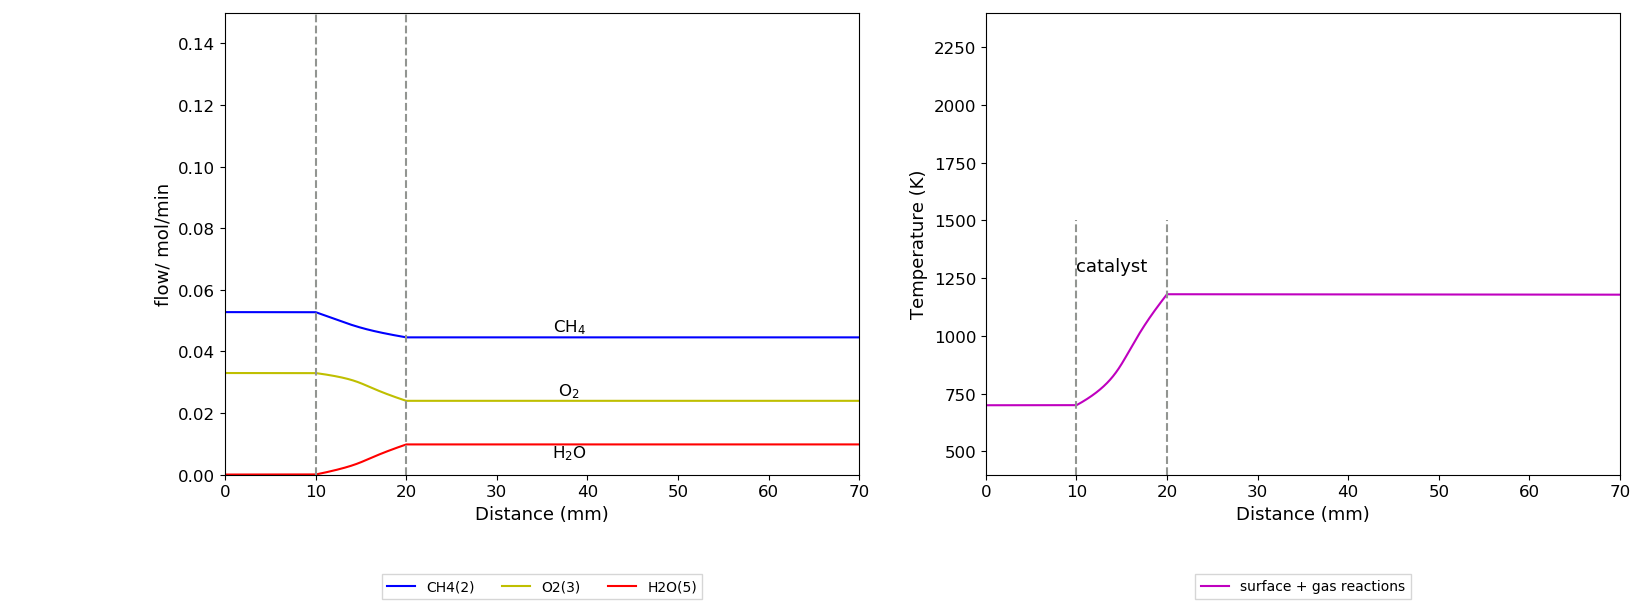 0.14
0.12
0.10
0.08
0.06
0.04
0.02
0.00
flow/ mol/min
CH₄
O₂
H₂O
0 10 20 30 40 50 60 70
Distance (mm)
CH4(2) O2(3) H2O(5)
2250
2000
1750
1500
1250
1000
750
500
Temperature (K)
catalyst
0 10 20 30 40 50 60 70
Distance (mm)
surface + gas reactions